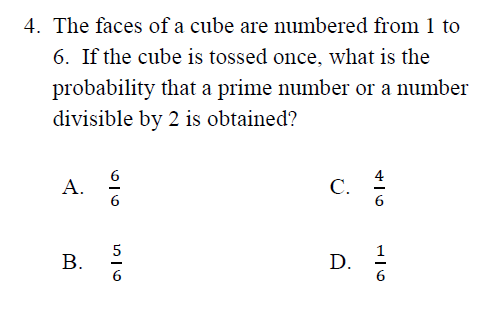 4. The faces of a cube are numbered from 1 to
6. If the cube is tossed once, what is the
probability that a prime number or a number
divisible by 2 is obtained?
A. 6/6
C. 4/6
B. 5/6
D. 1/6